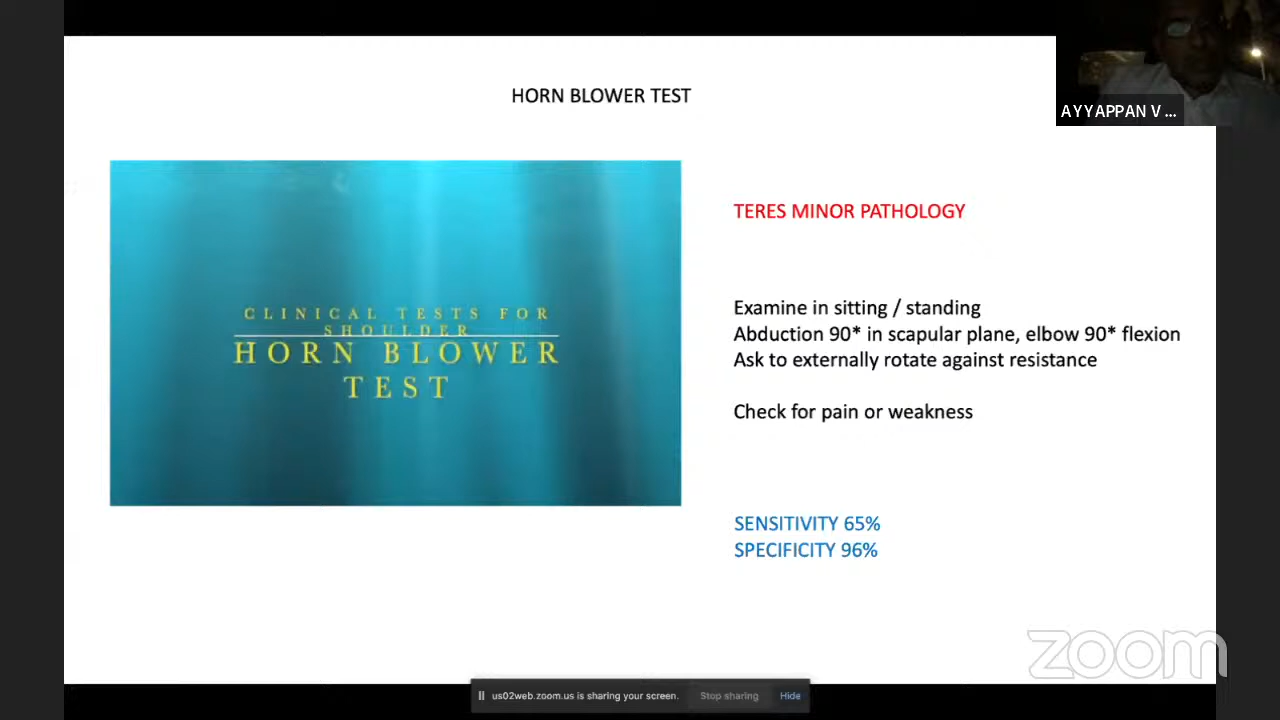 HORN BLOWER TEST
AYYAPPAN V ...
CLINICAL TESTS FOR
SHOULDER
HORN BLOWER
TEST
TERES MINOR PATHOLOGY
Examine in sitting / standing
Abduction 90* in scapular plane, elbow 90* flexion
Ask to externally rotate against resistance
Check for pain or weakness
SENSITIVITY 65%
SPECIFICITY 96%
zoom
us02web.zoom.us is sharing your screen. Stop sharing Hide